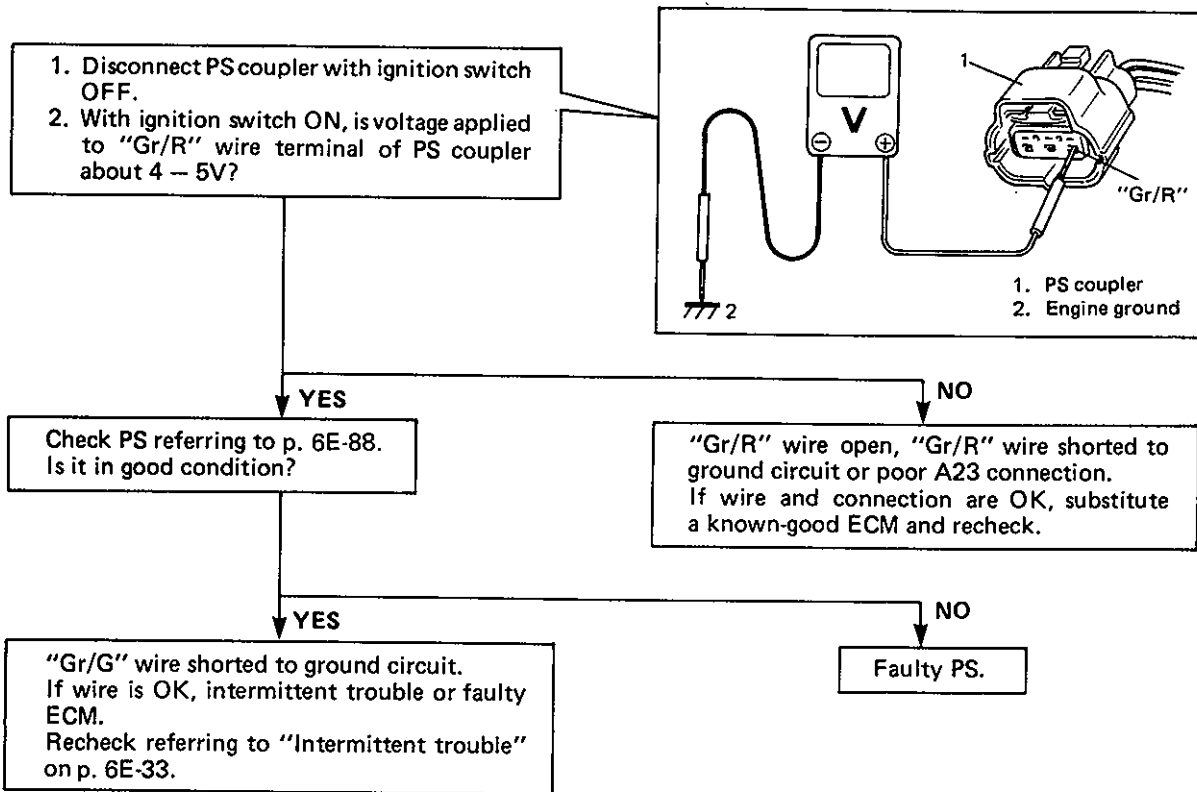 1. Disconnect PS coupler with ignition switch
OFF.
2. With ignition switch ON, is voltage applied
to "Gr/R" wire terminal of PS coupler
about 4 – 5V?
1
V
⊖ ⊕
"Gr/R"
2
1. PS coupler
2. Engine ground
YES
NO
Check PS referring to p. 6E-88.
Is it in good condition?
"Gr/R" wire open, "Gr/R" wire shorted to
ground circuit or poor A23 connection.
If wire and connection are OK, substitute
a known-good ECM and recheck.
YES
NO
"Gr/G" wire shorted to ground circuit.
If wire is OK, intermittent trouble or faulty
ECM.
Recheck referring to "Intermittent trouble"
on p. 6E-33.
Faulty PS.